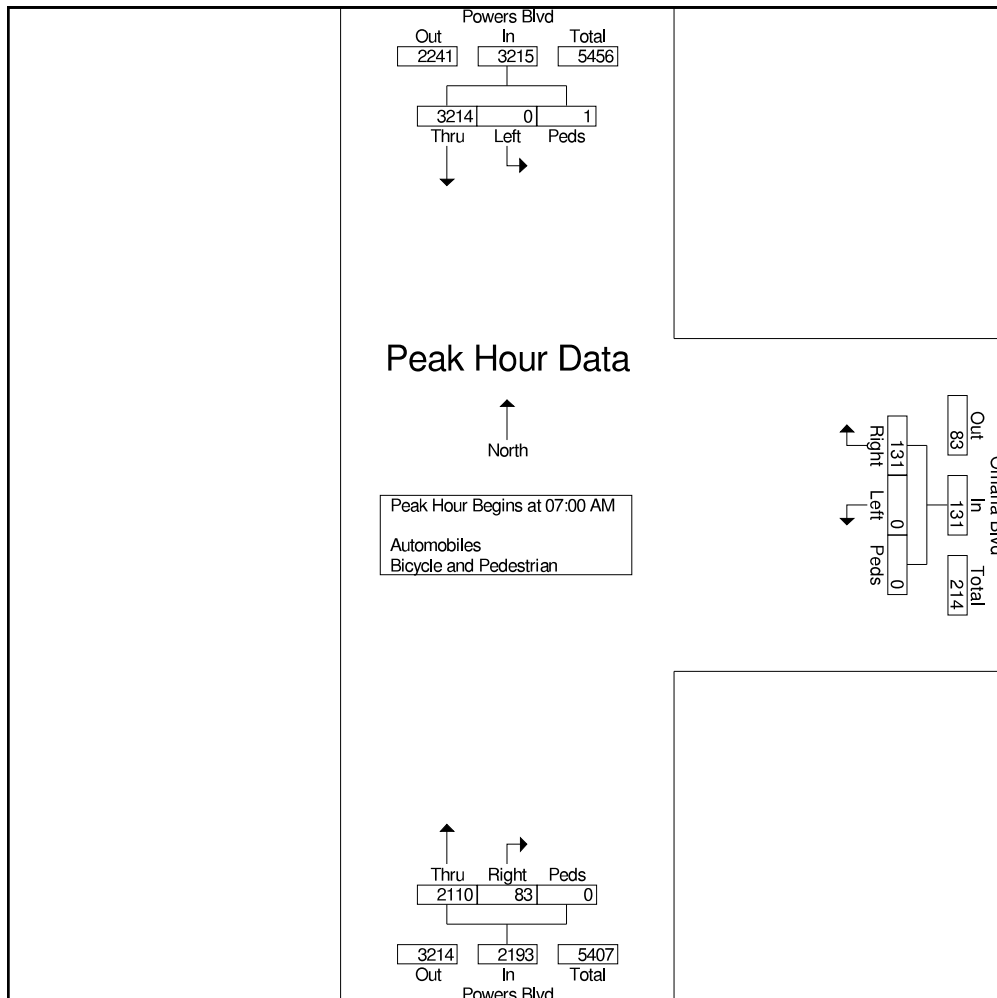 Powers Blvd
Out In Total
2241 3215 5456
3214 0 1
Thru Left Peds
Peak Hour Data
North
Peak Hour Begins at 07:00 AM
Automobiles
Bicycle and Pedestrian
Out In Total
83 131 214
131 0 0
Right Left Peds
Thru Right Peds
2110 83 0
3214 2193 5407
Out In Total
Powers Blvd